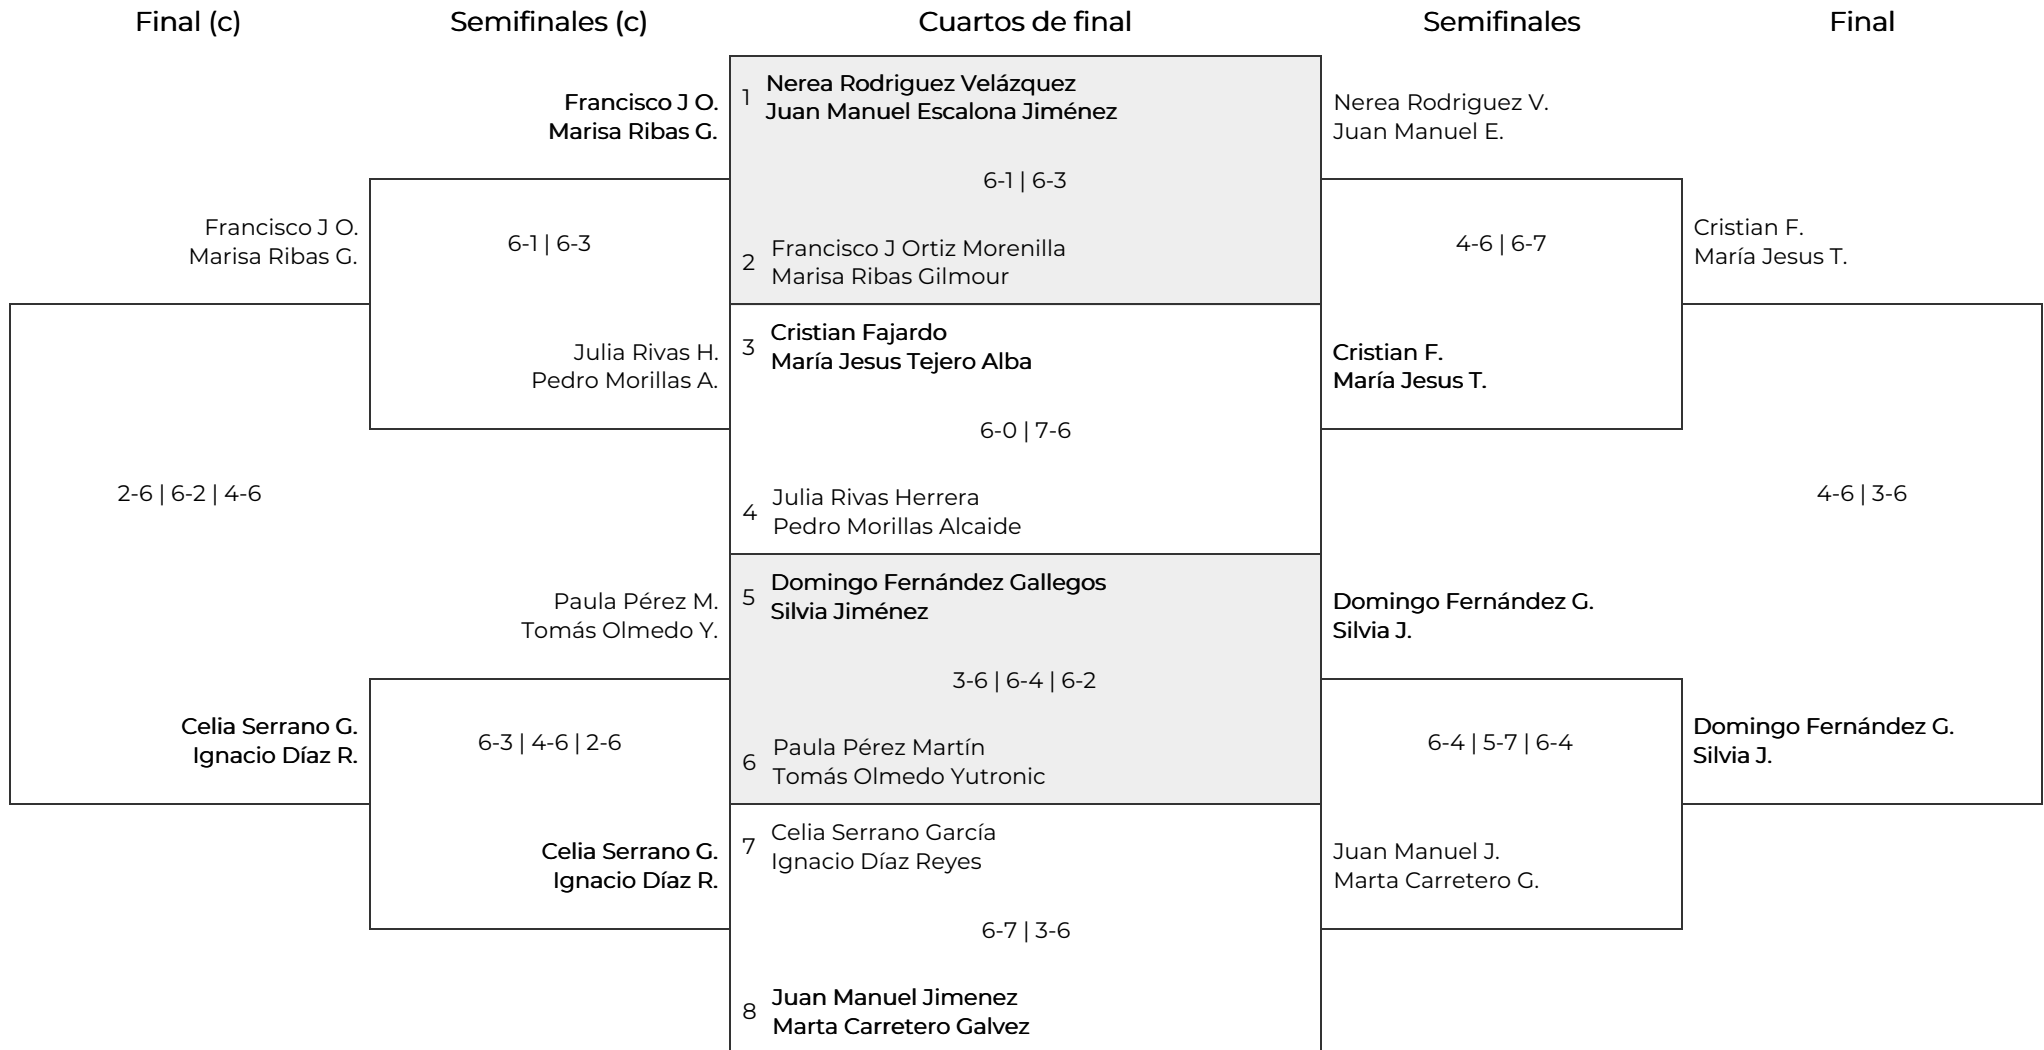 Final (c)
Semifinales (c)
Cuartos de final
Semifinales
Final
Francisco J O.
Marisa Ribas G.
6-1 | 6-3
Julia Rivas H.
Pedro Morillas A.
Paula Pérez M.
Tomás Olmedo Y.
6-3 | 4-6 | 2-6
Celia Serrano G.
Ignacio Díaz R.
Francisco J O.
Marisa Ribas G.
2-6 | 6-2 | 4-6
Celia Serrano G.
Ignacio Díaz R.
1
Nerea Rodriguez Velázquez
Juan Manuel Escalona Jiménez
6-1 | 6-3
2
Francisco J Ortiz Morenilla
Marisa Ribas Gilmour
3
Cristian Fajardo
María Jesus Tejero Alba
6-0 | 7-6
4
Julia Rivas Herrera
Pedro Morillas Alcaide
5
Domingo Fernández Gallegos
Silvia Jiménez
3-6 | 6-4 | 6-2
6
Paula Pérez Martín
Tomás Olmedo Yutronic
7
Celia Serrano García
Ignacio Díaz Reyes
6-7 | 3-6
8
Juan Manuel Jimenez
Marta Carretero Galvez
Nerea Rodriguez V.
Juan Manuel E.
4-6 | 6-7
Cristian F.
María Jesus T.
Domingo Fernández G.
Silvia J.
6-4 | 5-7 | 6-4
Juan Manuel J.
Marta Carretero G.
Cristian F.
María Jesus T.
4-6 | 3-6
Domingo Fernández G.
Silvia J.